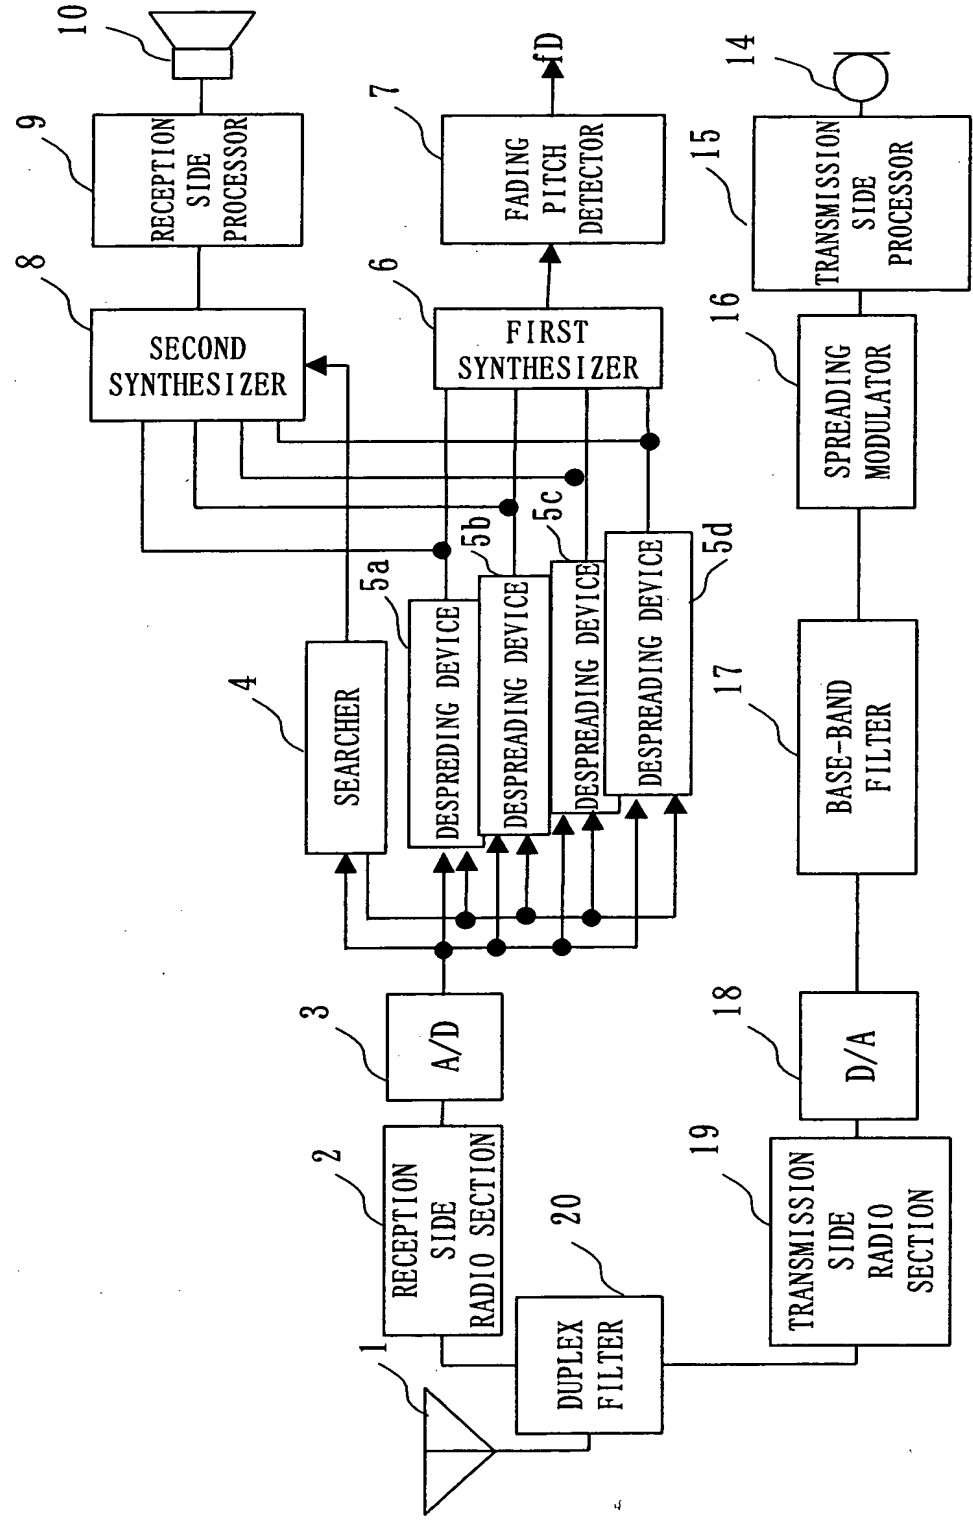 1
2
RECEPTION
SIDE
RADIO SECTION
3
A/D
4
SEARCHER
5a
DESPREDING DEVICE
5b
DESPREADING DEVICE
5c
DESPREADING DEVICE
5d
DESPREADING DEVICE
8
SECOND
SYNTHESIZER
9
RECEPTION
SIDE
PROCESSOR
10
6
FIRST
SYNTHESIZER
7
FADING
PITCH
DETECTOR
fD
20
DUPLEX
FILTER
19
TRANSMISSION
SIDE
RADIO
SECTION
18
D/A
17
BASE-BAND
FILTER
16
SPREADING
MODULATOR
15
TRANSMISSION
SIDE
PROCESSOR
14